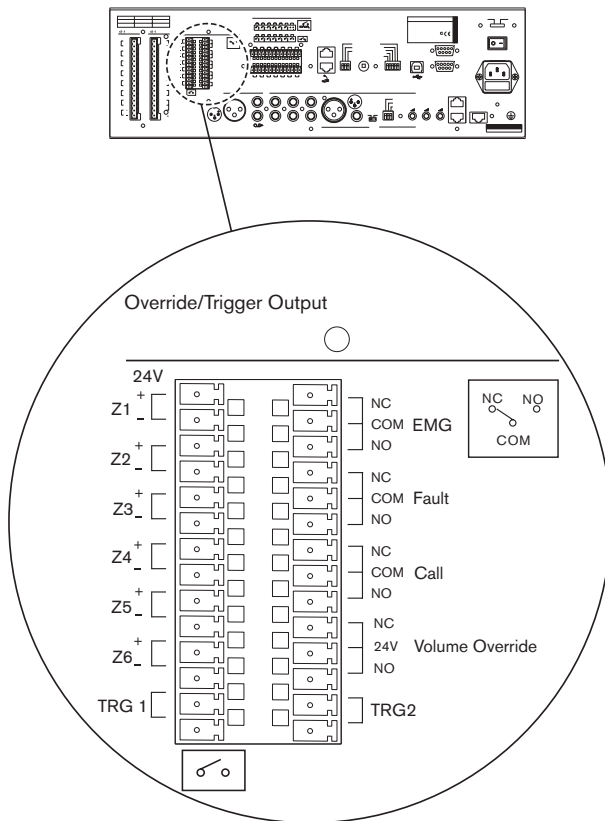 Override/Trigger Output
24V
Z1 + -
Z2 + -
Z3 + -
Z4 + -
Z5 + -
Z6 + -
TRG 1
NC
COM EMG
NO
NC
COM Fault
NO
NC
COM Call
NO
NC
24V Volume Override
NO
TRG2
NC NO
COM